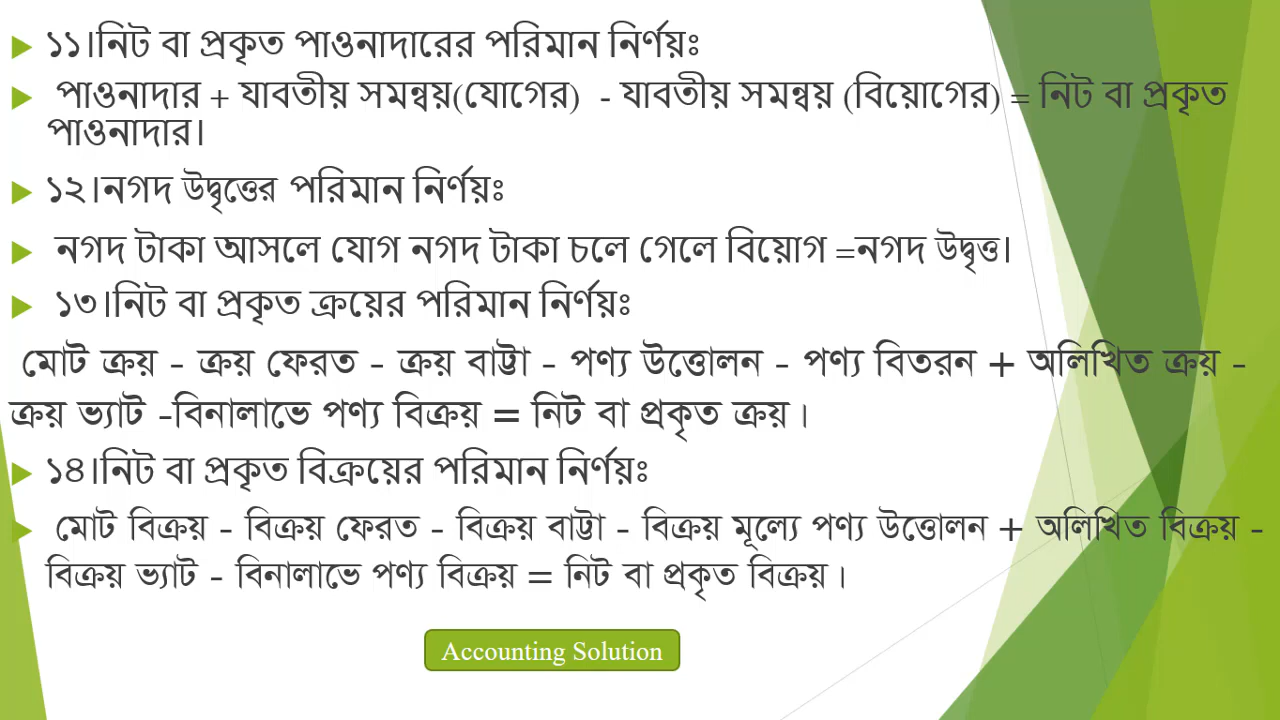 ১১।নিট বা প্রকৃত পাওনাদারের পরিমান নির্ণয়ঃ
পাওনাদার + যাবতীয় সমন্বয়(যোগের) - যাবতীয় সমন্বয় (বিয়োগের) = নিট বা প্রকৃত
পাওনাদার।
১২।নগদ উদ্বৃত্তের পরিমান নির্ণয়ঃ
নগদ টাকা আসলে যোগ নগদ টাকা চলে গেলে বিয়োগ =নগদ উদ্বৃত্ত।
১৩।নিট বা প্রকৃত ক্রয়ের পরিমান নির্ণয়ঃ
মোট ক্রয় - ক্রয় ফেরত - ক্রয় বাট্টা - পণ্য উত্তোলন - পণ্য বিতরন + অলিখিত ক্রয় -
ক্রয় ভ্যাট -বিনালাভে পণ্য বিক্রয় = নিট বা প্রকৃত ক্রয়।
১৪।নিট বা প্রকৃত বিক্রয়ের পরিমান নির্ণয়ঃ
মোট বিক্রয় - বিক্রয় ফেরত - বিক্রয় বাট্টা - বিক্রয় মূল্যে পণ্য উত্তোলন + অলিখিত বিক্রয় -
বিক্রয় ভ্যাট - বিনালাভে পণ্য বিক্রয় = নিট বা প্রকৃত বিক্রয়।
Accounting Solution